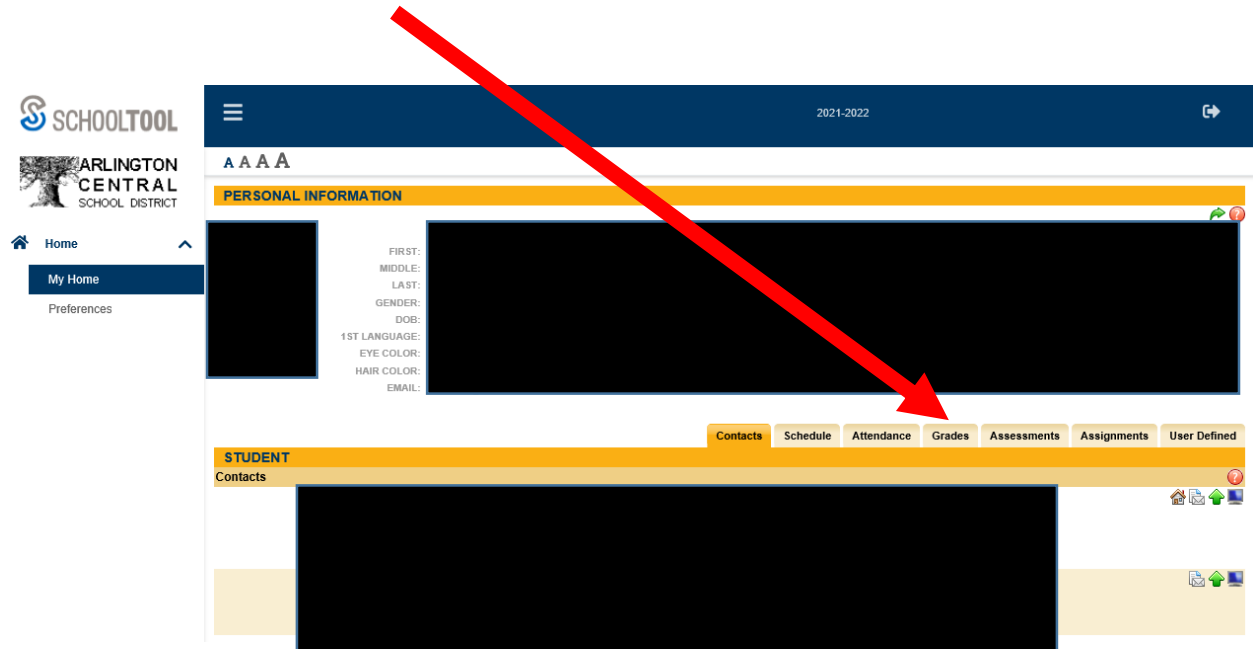 SCHOOLTOOL
2021-2022
ARLINGTON
CENTRAL
SCHOOL DISTRICT
A A A A
PERSONAL INFORMATION
Home
My Home
Preferences
FIRST:
MIDDLE:
LAST:
GENDER:
DOB:
1ST LANGUAGE:
EYE COLOR:
HAIR COLOR:
EMAIL:
Contacts Schedule Attendance Grades Assessments Assignments User Defined
STUDENT
Contacts